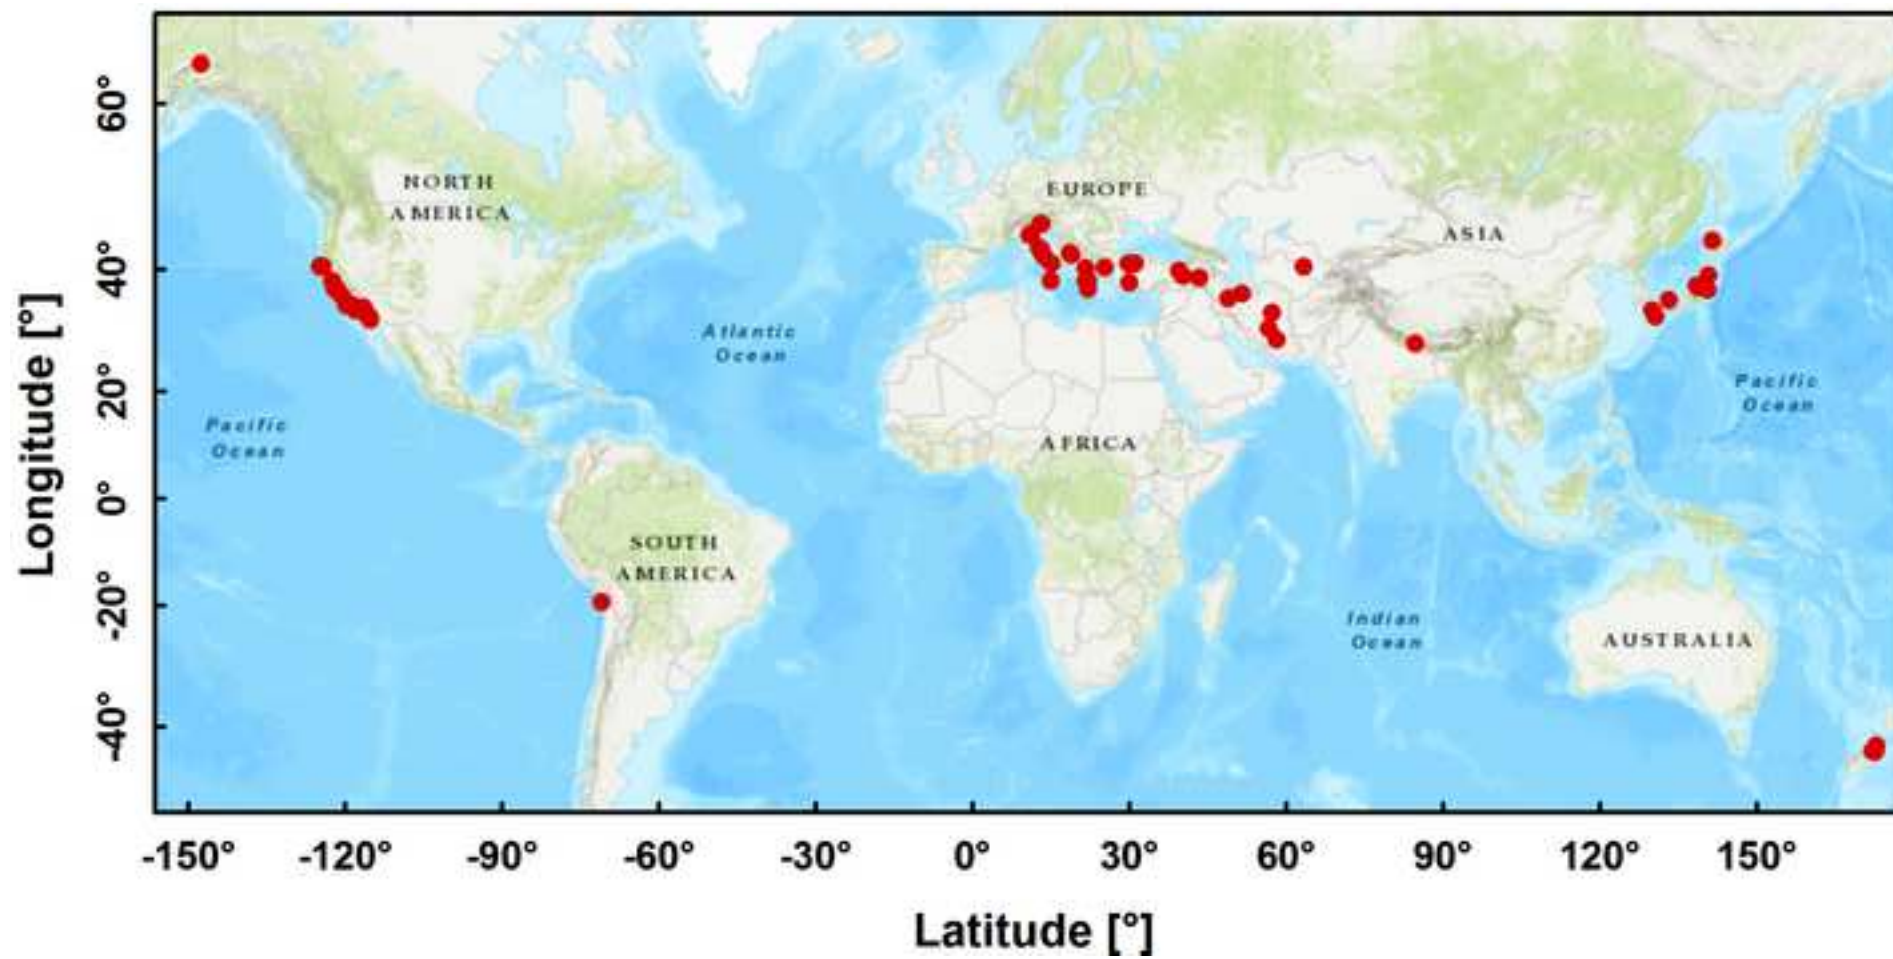 60°
40°
20°
0°
-20°
-40°
Longitude [°]
NORTH
AMERICA
EUROPE
ASIA
Atlantic
Ocean
Pacific
Ocean
Pacific
Ocean
AFRICA
SOUTH
AMERICA
Indian
Ocean
AUSTRALIA
-150°
-120°
-90°
-60°
-30°
0°
30°
60°
90°
120°
150°
Latitude [°]